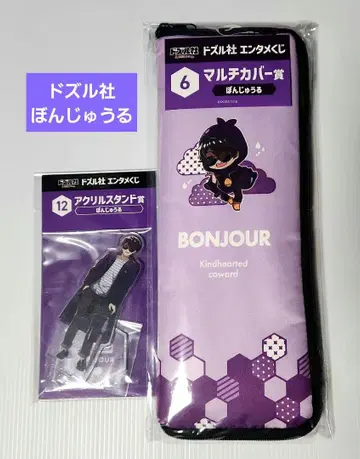 ドズル社
ぼんじゅうる
ドズル社 エンタメくじ
12 アクリルスタンド賞
ぼんじゅうる
ドズル社 エンタメくじ
6 マルチカバー賞
ぼんじゅうる
BONJOUR
Kindhearted
coward